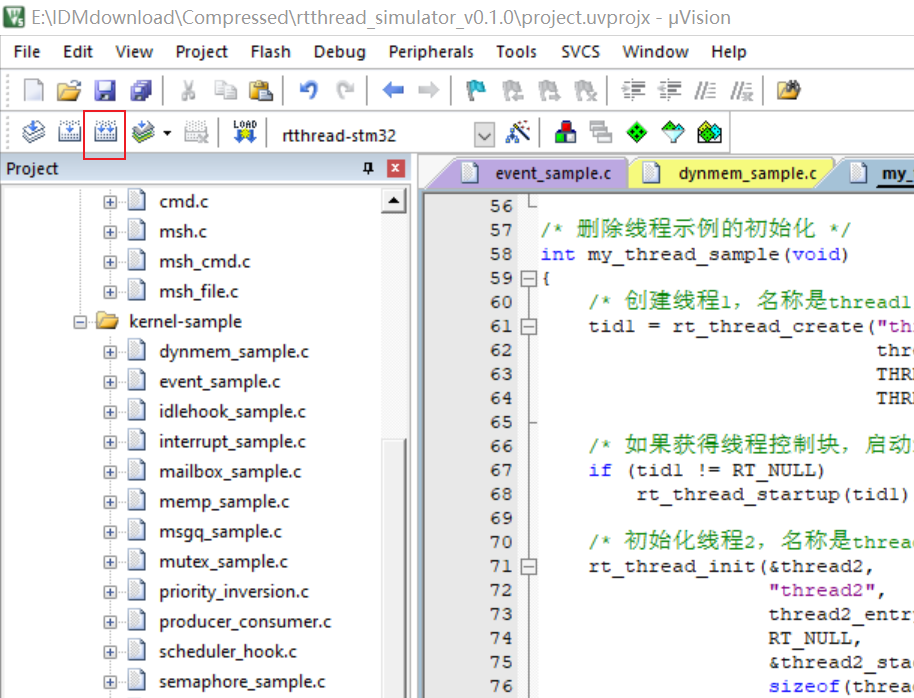 E:\IDMdownload\Compressed\rtthread_simulator_v0.1.0\project.uvprojx - µVision
File Edit View Project Flash Debug Peripherals Tools SVCS Window Help
LOAD rtthread-stm32
Project
event_sample.c dynmem_sample.c my_
cmd.c
msh.c
msh_cmd.c
msh_file.c
kernel-sample
dynmem_sample.c
event_sample.c
idlehook_sample.c
interrupt_sample.c
mailbox_sample.c
memp_sample.c
msgq_sample.c
mutex_sample.c
priority_inversion.c
producer_consumer.c
scheduler_hook.c
semaphore_sample.c
56
57 /* 删除线程示例的初始化 */
58 int my_thread_sample(void)
59 {
60 /* 创建线程1，名称是thread1
61 tid1 = rt_thread_create("thr
62 thre
63 THRE
64 THRE
65
66 /* 如果获得线程控制块，启动
67 if (tid1 != RT_NULL)
68 rt_thread_startup(tid1)
69
70 /* 初始化线程2，名称是threa
71 rt_thread_init(&thread2,
72 "thread2",
73 thread2_entry
74 RT_NULL,
75 &thread2_sta
76 sizeof(threa